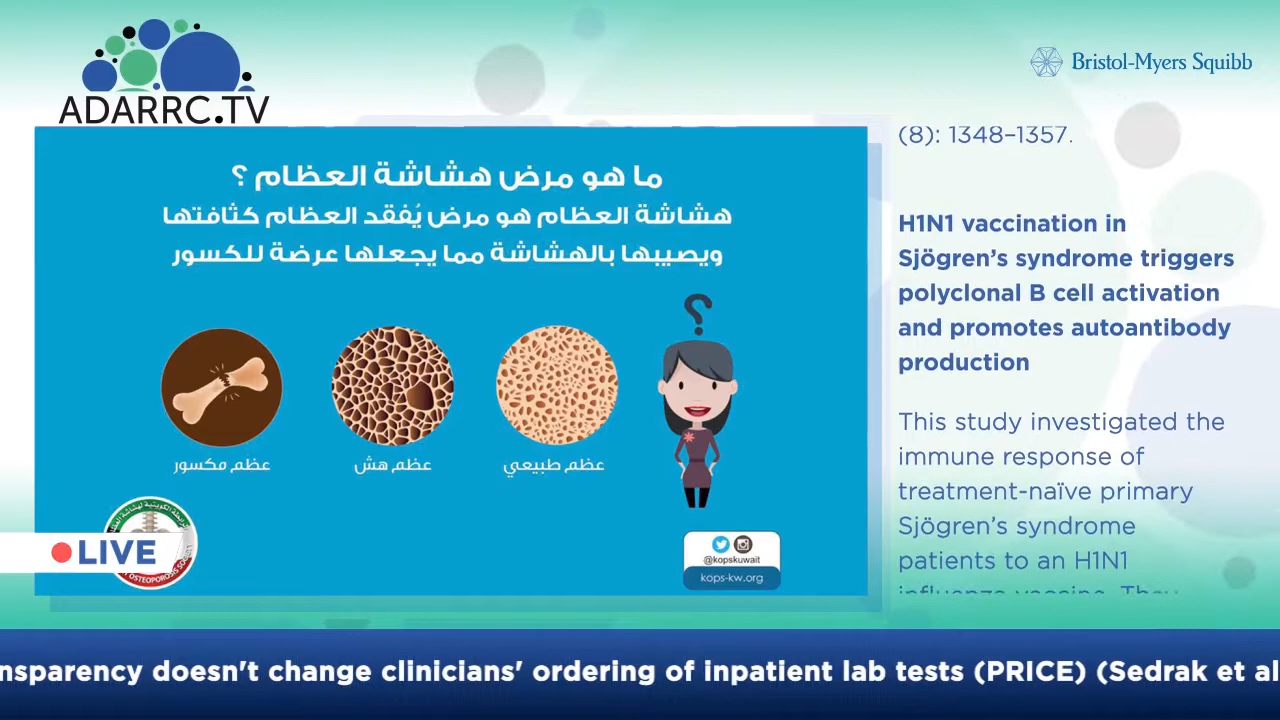 ADARRC.TV
Bristol-Myers Squibb
ما هو مرض هشاشة العظام ؟
هشاشة العظام هو مرض يُفقد العظام كثافتها
ويصيبها بالهشاشة مما يجعلها عرضة للكسور
?
عظم طبيعي
عظم هش
عظم مكسور
@kopskuwait
kops-kw.org
OSTEOPOROSIS
LIVE
(8): 1348–1357.
H1N1 vaccination in
Sjögren’s syndrome triggers
polyclonal B cell activation
and promotes autoantibody
production
This study investigated the
immune response of
treatment-naïve primary
Sjögren’s syndrome
patients to an H1N1
influenza vaccine. They
nsparency doesn't change clinicians' ordering of inpatient lab tests (PRICE) (Sedrak et al